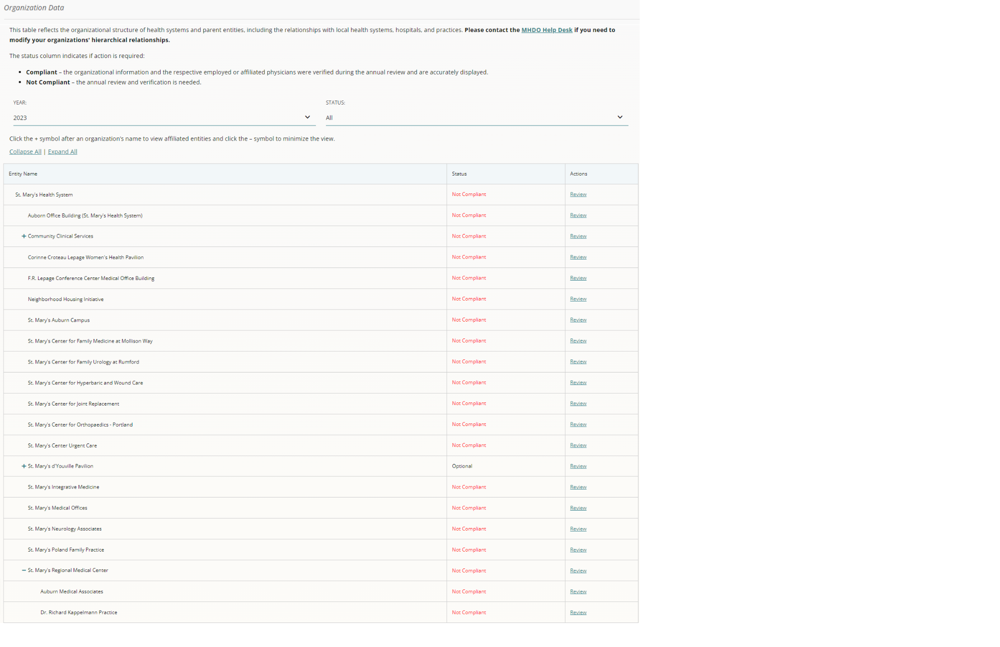 Organization Data
This table reflects the organizational structure of health systems and parent entities, including the relationships with local health systems, hospitals, and practices. Please contact the MHDO Help Desk if you need to
modify your organizations' hierarchical relationships.
The status column indicates if action is required:
• Compliant – the organizational information and the respective employed or affiliated physicians were verified during the annual review and are accurately displayed.
• Not Compliant – the annual review and verification is needed.
YEAR: STATUS:
2023 All
Click the + symbol after an organization's name to view affiliated entities and click the – symbol to minimize the view.
Collapse All | Expand All
Entity Name Status Actions
St. Mary's Health System Not Compliant Review
Auborn Office Building (St. Mary's Health System) Not Compliant Review
+ Community Clinical Services Not Compliant Review
Corinne Croteau Lepage Women's Health Pavilion Not Compliant Review
F.R. Lepage Conference Center Medical Office Building Not Compliant Review
Neighborhood Housing Initiative Not Compliant Review
St. Mary's Auburn Campus Not Compliant Review
St. Mary's Center for Family Medicine at Mollison Way Not Compliant Review
St. Mary's Center for Family Urology at Rumford Not Compliant Review
St. Mary's Center for Hyperbaric and Wound Care Not Compliant Review
St. Mary's Center for Joint Replacement Not Compliant Review
St. Mary's Center for Orthopaedics - Portland Not Compliant Review
St. Mary's Center Urgent Care Not Compliant Review
+ St. Mary's d'Youville Pavilion Optional Review
St. Mary's Integrative Medicine Not Compliant Review
St. Mary's Medical Offices Not Compliant Review
St. Mary's Neurology Associates Not Compliant Review
St. Mary's Poland Family Practice Not Compliant Review
– St. Mary's Regional Medical Center Not Compliant Review
Auburn Medical Associates Not Compliant Review
Dr. Richard Kappelmann Practice Not Compliant Review